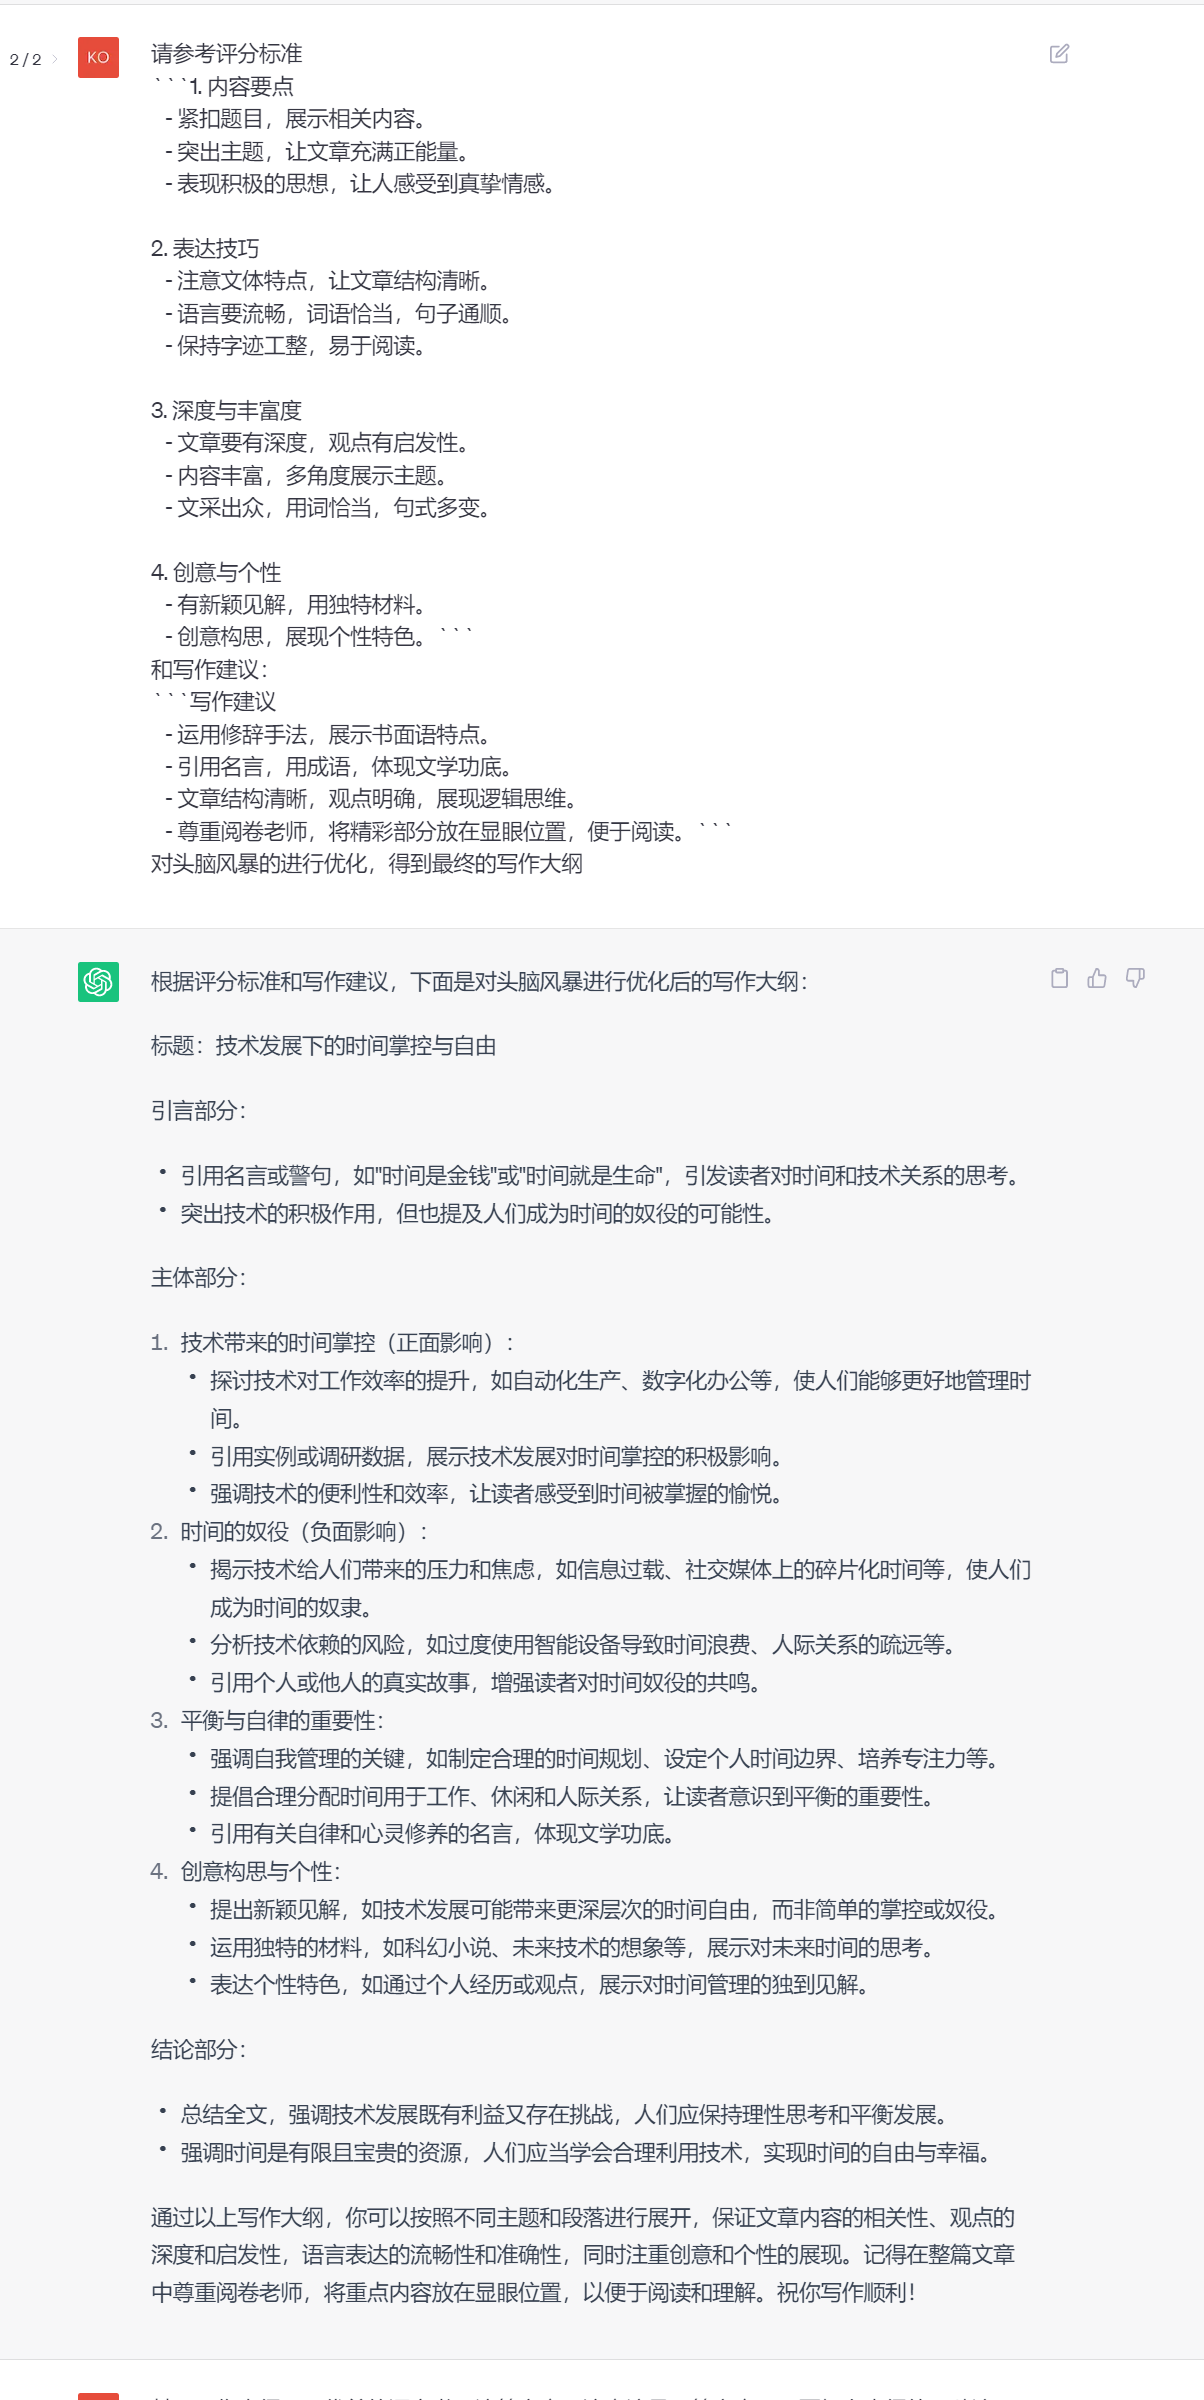 2 / 2
KO
请参考评分标准
```1. 内容要点
- 紧扣题目，展示相关内容。
- 突出主题，让文章充满正能量。
- 表现积极的思想，让人感受到真挚情感。
2. 表达技巧
- 注意文体特点，让文章结构清晰。
- 语言要流畅，词语恰当，句子通顺。
- 保持字迹工整，易于阅读。
3. 深度与丰富度
- 文章要有深度，观点有启发性。
- 内容丰富，多角度展示主题。
- 文采出众，用词恰当，句式多变。
4. 创意与个性
- 有新颖见解，用独特材料。
- 创意构思，展现个性特色。```
和写作建议：
```写作建议
- 运用修辞手法，展示书面语特点。
- 引用名言，用成语，体现文学功底。
- 文章结构清晰，观点明确，展现逻辑思维。
- 尊重阅卷老师，将精彩部分放在显眼位置，便于阅读。```
对头脑风暴的进行优化，得到最终的写作大纲
根据评分标准和写作建议，下面是对头脑风暴进行优化后的写作大纲：
标题：技术发展下的时间掌控与自由
引言部分：
• 引用名言或警句，如"时间是金钱"或"时间就是生命"，引发读者对时间和技术关系的思考。
• 突出技术的积极作用，但也提及人们成为时间的奴役的可能性。
主体部分：
1. 技术带来的时间掌控（正面影响）：
• 探讨技术对工作效率的提升，如自动化生产、数字化办公等，使人们能够更好地管理时
间。
• 引用实例或调研数据，展示技术发展对时间掌控的积极影响。
• 强调技术的便利性和效率，让读者感受到时间被掌握的愉悦。
2. 时间的奴役（负面影响）：
• 揭示技术给人们带来的压力和焦虑，如信息过载、社交媒体上的碎片化时间等，使人们
成为时间的奴隶。
• 分析技术依赖的风险，如过度使用智能设备导致时间浪费、人际关系的疏远等。
• 引用个人或他人的真实故事，增强读者对时间奴役的共鸣。
3. 平衡与自律的重要性：
• 强调自我管理的关键，如制定合理的时间规划、设定个人时间边界、培养专注力等。
• 提倡合理分配时间用于工作、休闲和人际关系，让读者意识到平衡的重要性。
• 引用有关自律和心灵修养的名言，体现文学功底。
4. 创意构思与个性：
• 提出新颖见解，如技术发展可能带来更深层次的时间自由，而非简单的掌控或奴役。
• 运用独特的材料，如科幻小说、未来技术的想象等，展示对未来时间的思考。
• 表达个性特色，如通过个人经历或观点，展示对时间管理的独到见解。
结论部分：
• 总结全文，强调技术发展既有利益又存在挑战，人们应保持理性思考和平衡发展。
• 强调时间是有限且宝贵的资源，人们应当学会合理利用技术，实现时间的自由与幸福。
通过以上写作大纲，你可以按照不同主题和段落进行展开，保证文章内容的相关性、观点的
深度和启发性，语言表达的流畅性和准确性，同时注重创意和个性的展现。记得在整篇文章
中尊重阅卷老师，将重点内容放在显眼位置，以便于阅读和理解。祝你写作顺利！